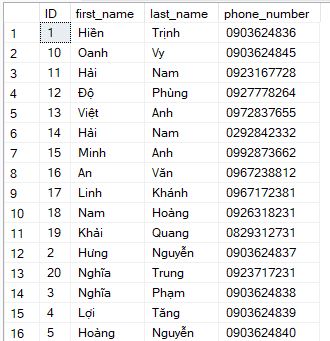 ID first_name last_name phone_number
1 1 Hiền Trịnh 0903624836
2 10 Oanh Vy 0903624845
3 11 Hải Nam 0923167728
4 12 Độ Phùng 0927778264
5 13 Việt Anh 0972837655
6 14 Hải Nam 0292842332
7 15 Minh Anh 0992873662
8 16 An Văn 0967238812
9 17 Linh Khánh 0967172381
10 18 Nam Hoàng 0926318231
11 19 Khải Quang 0829312731
12 2 Hưng Nguyễn 0903624837
13 20 Nghĩa Trung 0923717231
14 3 Nghĩa Phạm 0903624838
15 4 Lợi Tăng 0903624839
16 5 Hoàng Nguyễn 0903624840